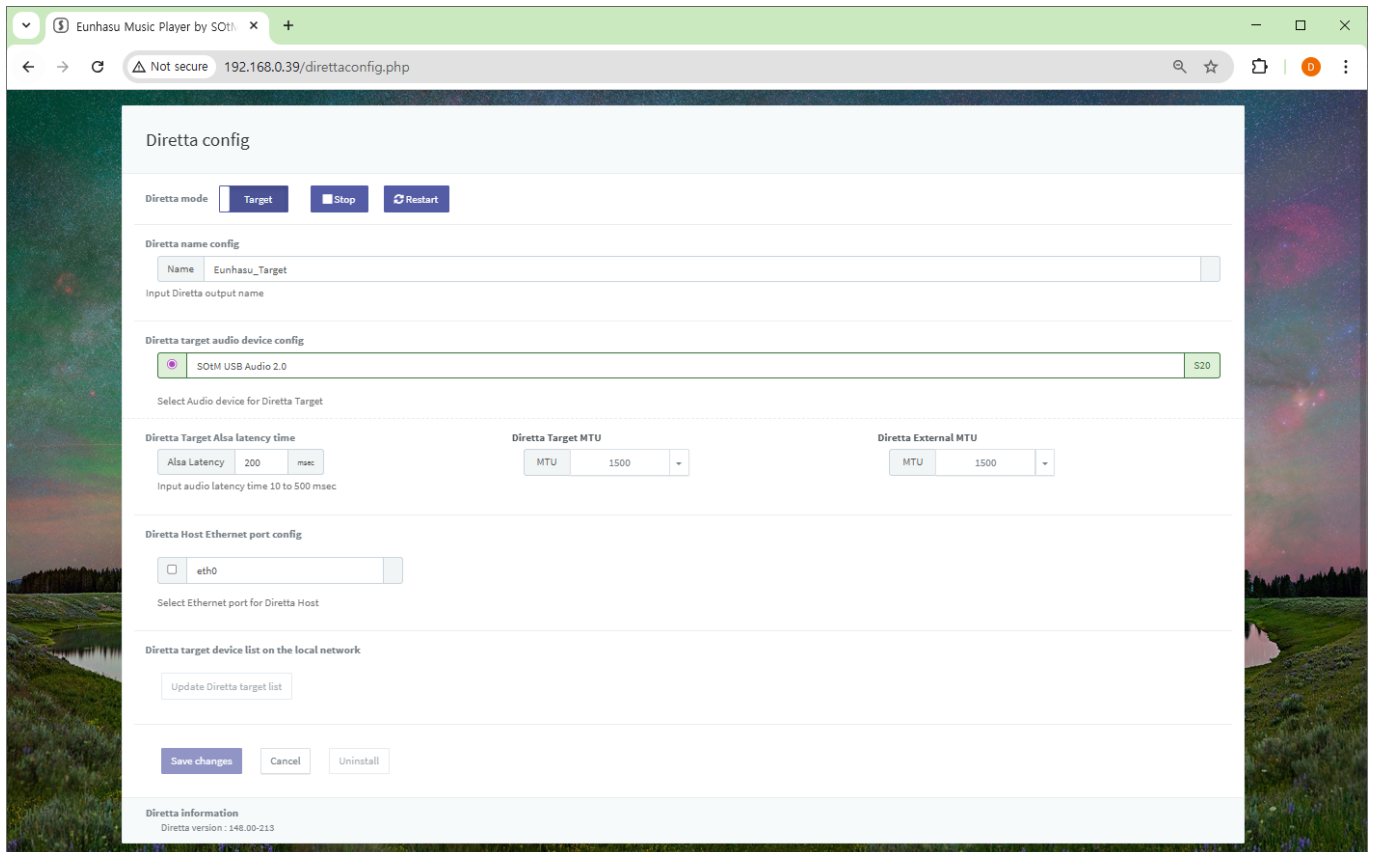 Eunhasu Music Player by SOtM
Not secure 192.168.0.39/direttaconfig.php
D
Diretta config
Diretta mode Target Stop Restart
Diretta name config
Name Eunhasu_Target
Input Diretta output name
Diretta target audio device config
SOtM USB Audio 2.0 S20
Select Audio device for Diretta Target
Diretta Target Alsa latency time Diretta Target MTU Diretta External MTU
Alsa Latency 200 msec MTU 1500 MTU 1500
Input audio latency time 10 to 500 msec
Diretta Host Ethernet port config
eth0
Select Ethernet port for Diretta Host
Diretta target device list on the local network
Update Diretta target list
Save changes Cancel Uninstall
Diretta information
Diretta version : 148.00-213